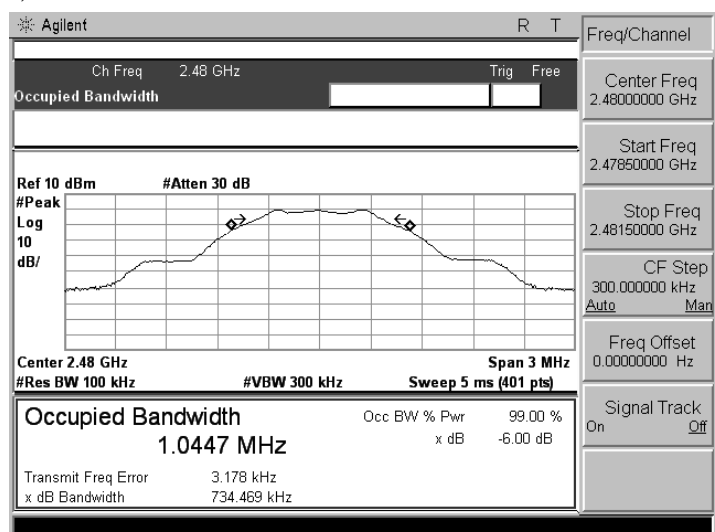 Agilent R T
Freq/Channel
Ch Freq 2.48 GHz Trig Free
Occupied Bandwidth
Center Freq
2.48000000 GHz
Start Freq
2.47850000 GHz
Stop Freq
2.48150000 GHz
CF Step
300.000000 kHz
Auto Man
Freq Offset
0.00000000 Hz
Signal Track
On Off
Ref 10 dBm #Atten 30 dB
#Peak
Log
10
dB/
Center 2.48 GHz Span 3 MHz
#Res BW 100 kHz #VBW 300 kHz Sweep 5 ms (401 pts)
Occupied Bandwidth Occ BW % Pwr 99.00 %
1.0447 MHz x dB -6.00 dB
Transmit Freq Error 3.178 kHz
x dB Bandwidth 734.469 kHz